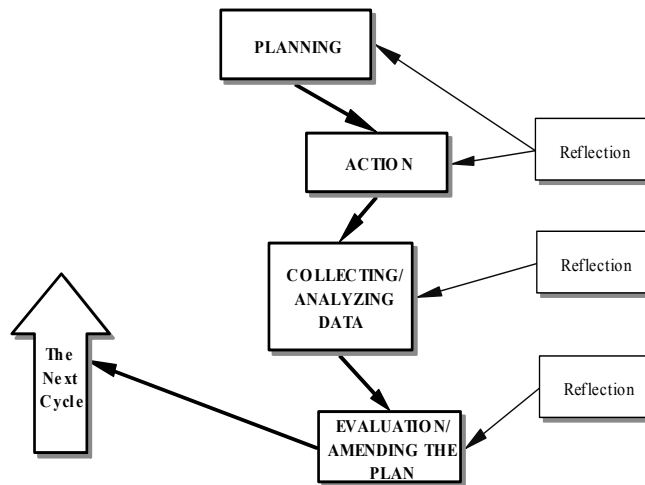 PLANNING
ACTION
Reflection
COLLECTING/
ANALYZING
DATA
Reflection
The
Next
Cycle
EVALUATION/
AMENDING THE
PLAN
Reflection